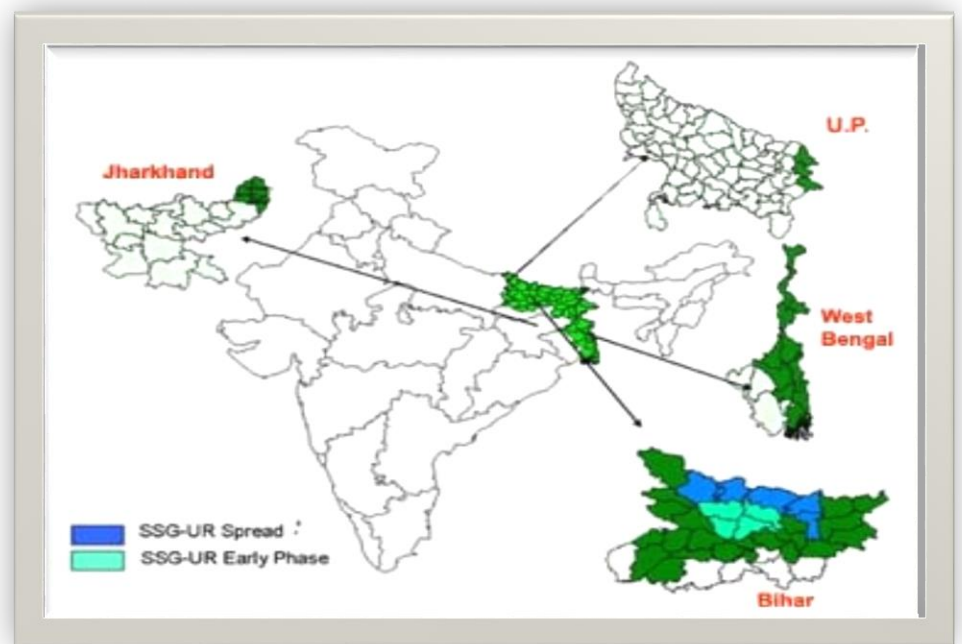 U.P.
Jharkhand
West
Bengal
SSG-UR Spread :
SSG-UR Early Phase
Bihar